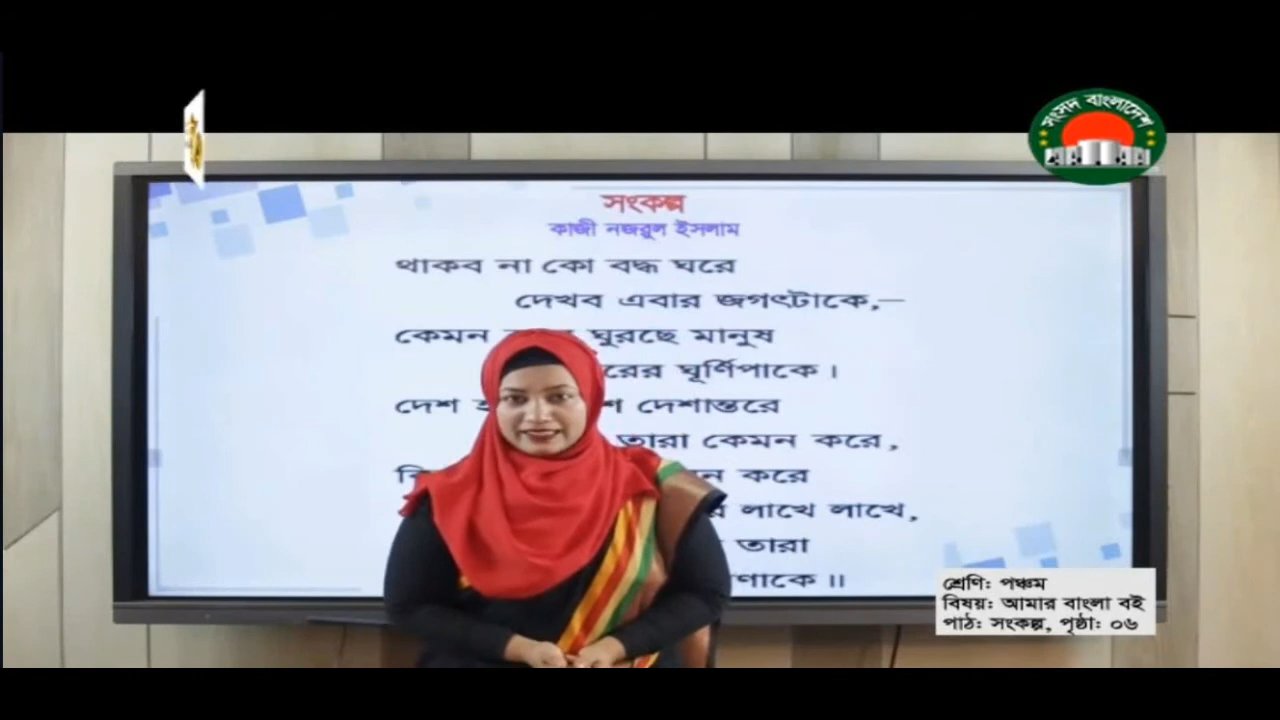 সংসদ বাংলাদেশ
সংকল্প
কাজী নজরুল ইসলাম
থাকব না কো বদ্ধ ঘরে
দেখব এবার জগৎটাকে,—
কেমন ঘুরছে মানুষ
ঘূর্ণিপাকে।
দেশ দেশান্তরে
তারা কেমন করে,
করে
লাখে লাখে,
তারা
শ্রেণি: পঞ্চম
বিষয়: আমার বাংলা বই
পাঠ: সংকল্প, পৃষ্ঠা: ০৬